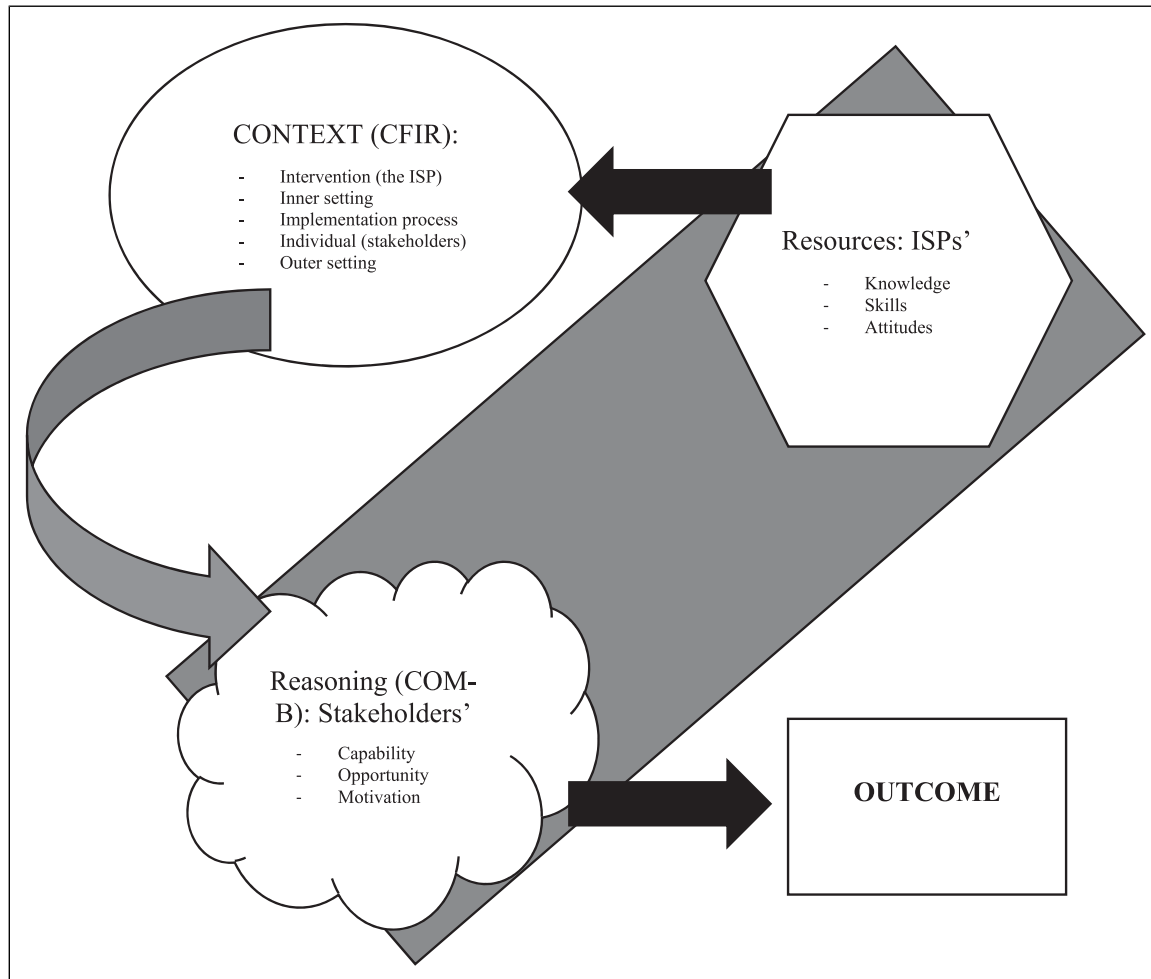 CONTEXT (CFIR):
- Intervention (the ISP)
- Inner setting
- Implementation process
- Individual (stakeholders)
- Outer setting
Resources: ISPs’
- Knowledge
- Skills
- Attitudes
Reasoning (COM-
B): Stakeholders’
- Capability
- Opportunity
- Motivation
OUTCOME